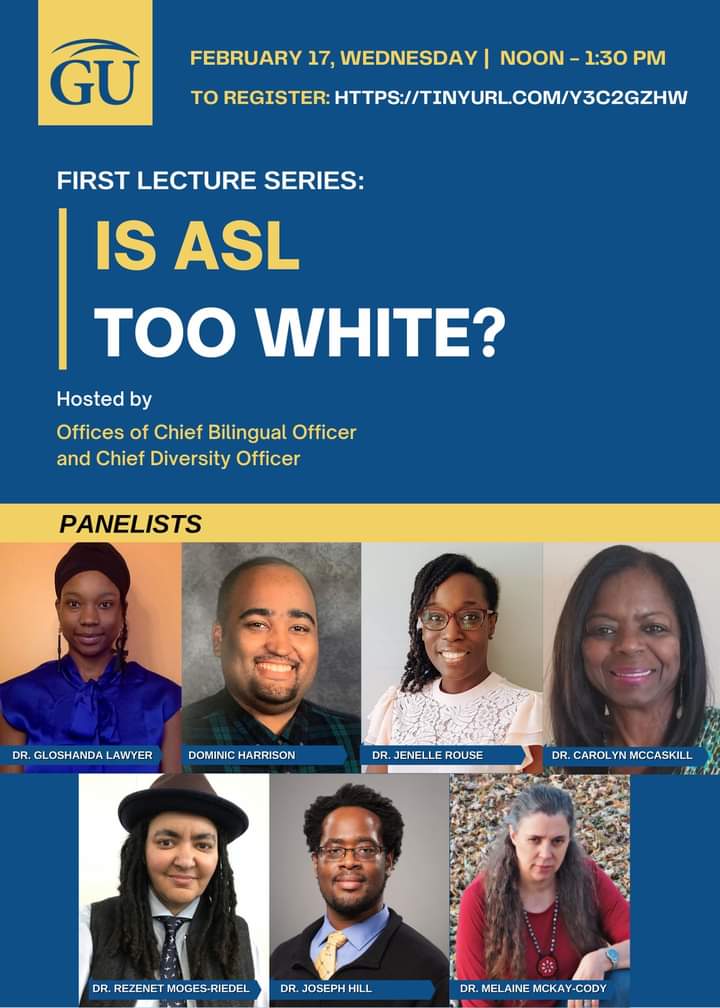 GU
FEBRUARY 17, WEDNESDAY | NOON – 1:30 PM
TO REGISTER: HTTPS://TINYURL.COM/Y3C2GZHW
FIRST LECTURE SERIES:
IS ASL
TOO WHITE?
Hosted by
Offices of Chief Bilingual Officer
and Chief Diversity Officer
PANELISTS
DR. GLOSHANDA LAWYER
DOMINIC HARRISON
DR. JENELLE ROUSE
DR. CAROLYN MCCASKILL
DR. REZENET MOGES-RIEDEL
DR. JOSEPH HILL
DR. MELAINE MCKAY-CODY